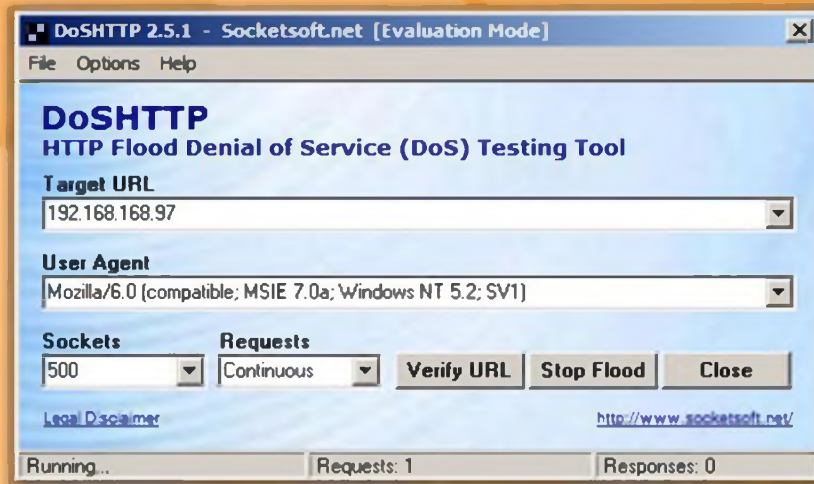 DoSHTTP 2.5.1 - Socketsoft.net [Evaluation Mode]
File Options Help
DoSHTTP
HTTP Flood Denial of Service (DoS) Testing Tool
Target URL
192.168.168.97
User Agent
Mozilla/6.0 (compatible; MSIE 7.0a; Windows NT 5.2; SV1)
Sockets Requests
500 Continuous Verify URL Stop Flood Close
Legal Disclaimer http://www.socketsoft.net/
Running... Requests: 1 Responses: 0